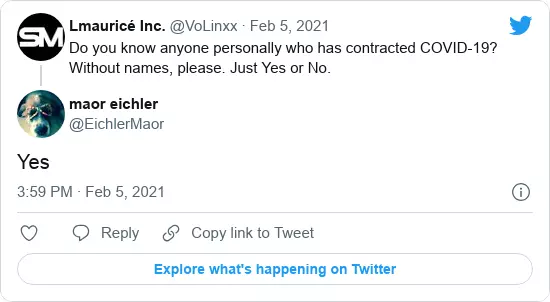 SM
Lmauricé Inc. @VoLinxx · Feb 5, 2021
Do you know anyone personally who has contracted COVID-19?
Without names, please. Just Yes or No.
maor eichler
@EichlerMaor
Yes
3:59 PM · Feb 5, 2021
Reply
Copy link to Tweet
Explore what's happening on Twitter